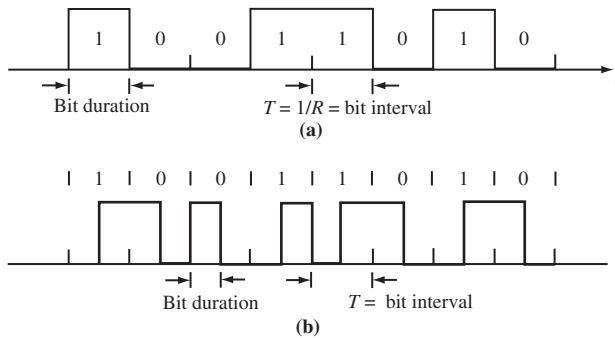 1 0 0 1 1 0 1 0
Bit duration T = 1/R = bit interval
(a)
1 0 0 1 1 0 1 0
Bit duration T = bit interval
(b)